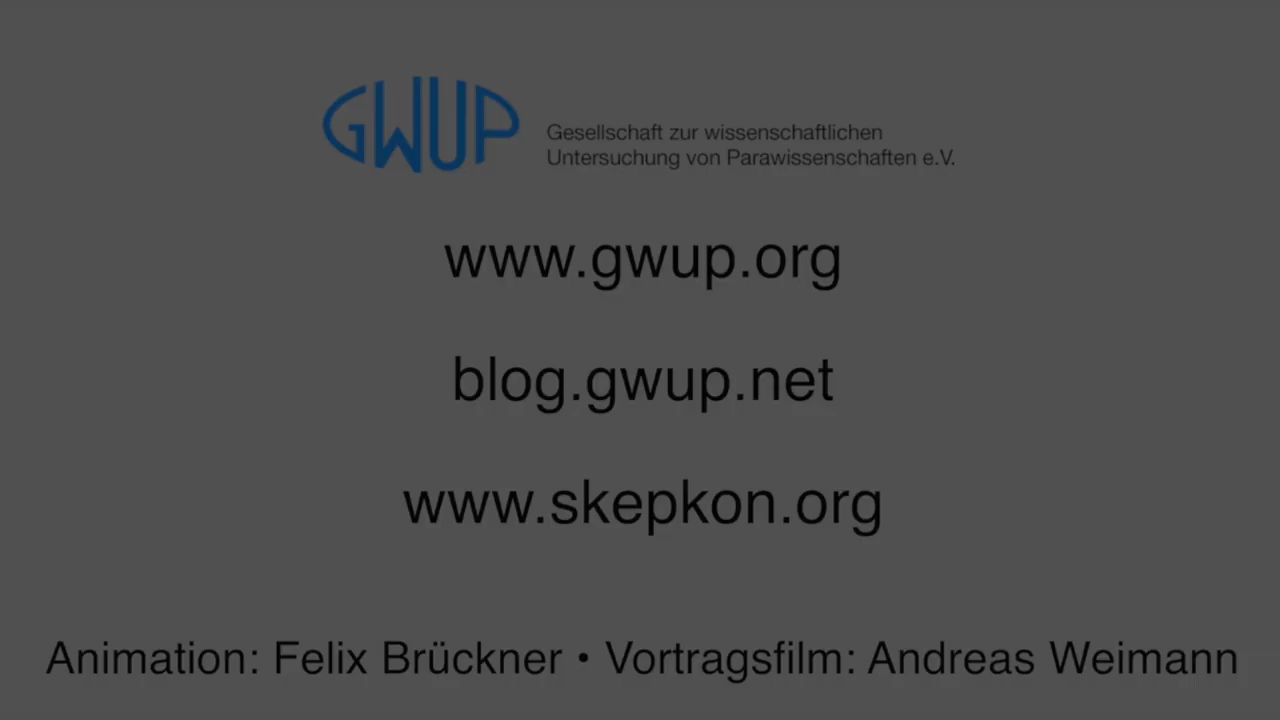 GWUP
Gesellschaft zur wissenschaftlichen
Untersuchung von Parawissenschaften e.V.
www.gwup.org
blog.gwup.net
www.skepkon.org
Animation: Felix Brückner • Vortragsfilm: Andreas Weimann